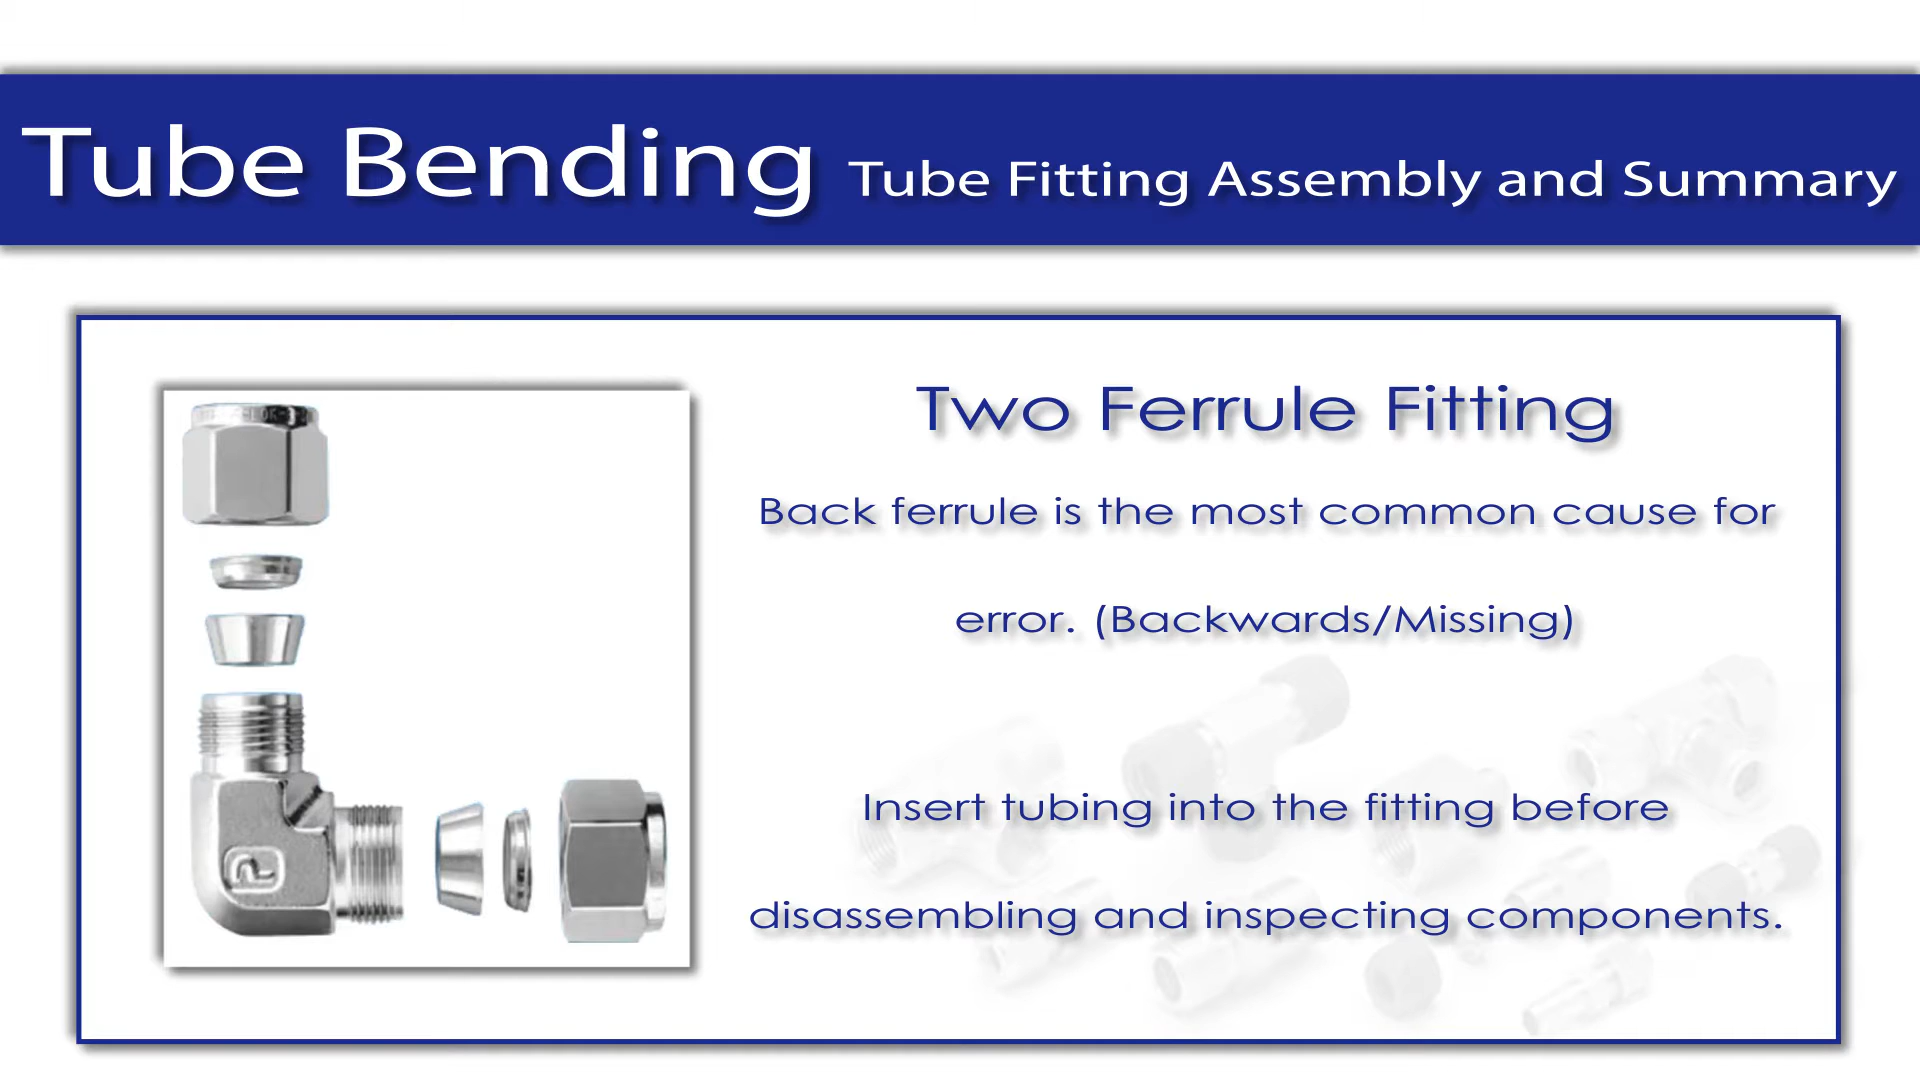 Tube Bending Tube Fitting Assembly and Summary
Two Ferrule Fitting
Back ferrule is the most common cause for
error. (Backwards/Missing)
Insert tubing into the fitting before
disassembling and inspecting components.